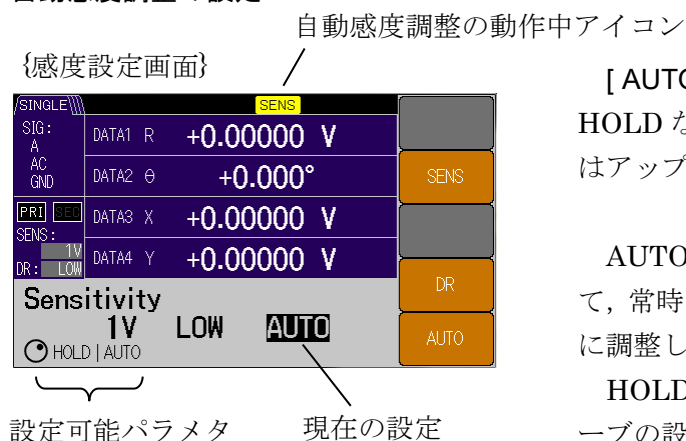 自動感度調整の動作中アイコン
{感度設定画面}
SINGLE
SENS
SIG:
A
AC
GND
DATA1 R +0.00000 V
DATA2 θ +0.000°
DATA3 X +0.00000 V
DATA4 Y +0.00000 V
PRI SEC
SENS:
1V
DR: LOW
Sensitivity
1V LOW AUTO
HOLD | AUTO
SENS
DR
AUTO
設定可能パラメタ
現在の設定
[ AUTO
HOLD な
はアップ
AUTO
て, 常時
に調整し
HOLD
ーブの設